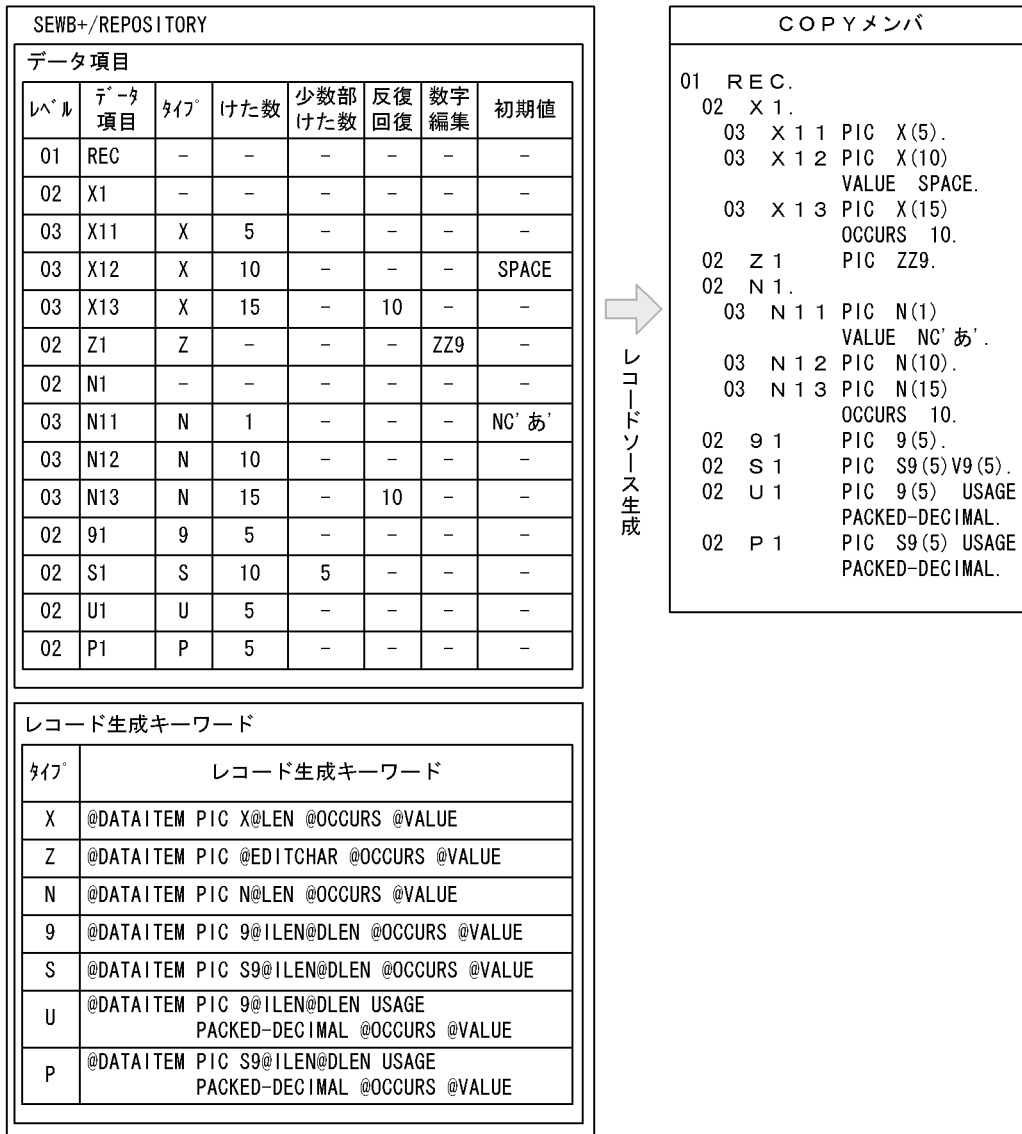 SEWB+/REPOSITORY
データ項目
ﾚﾍﾞﾙ ﾃﾞｰﾀ項目 ﾀｲﾌﾟ けた数 少数部けた数 反復回復 数字編集 初期値
01 REC － － － － － －
02 X1 － － － － － －
03 X11 X 5 － － － －
03 X12 X 10 － － － SPACE
03 X13 X 15 － 10 － －
02 Z1 Z － － － ZZ9 －
02 N1 － － － － － －
03 N11 N 1 － － － NC'あ'
03 N12 N 10 － － － －
03 N13 N 15 － 10 － －
02 91 9 5 － － － －
02 S1 S 10 5 － － －
02 U1 U 5 － － － －
02 P1 P 5 － － － －
レコード生成キーワード
ﾀｲﾌﾟ レコード生成キーワード
X @DATAITEM PIC X@LEN @OCCURS @VALUE
Z @DATAITEM PIC @EDITCHAR @OCCURS @VALUE
N @DATAITEM PIC N@LEN @OCCURS @VALUE
9 @DATAITEM PIC 9@ILEN@DLEN @OCCURS @VALUE
S @DATAITEM PIC S9@ILEN@DLEN @OCCURS @VALUE
U @DATAITEM PIC 9@ILEN@DLEN USAGE
PACKED-DECIMAL @OCCURS @VALUE
P @DATAITEM PIC S9@ILEN@DLEN USAGE
PACKED-DECIMAL @OCCURS @VALUE
レコードソース生成
ＣＯＰＹメンバ
01 ＲＥＣ.
02 Ｘ１.
03 Ｘ１１ PIC X(5).
03 Ｘ１２ PIC X(10)
VALUE SPACE.
03 Ｘ１３ PIC X(15)
OCCURS 10.
02 Ｚ１ PIC ZZ9.
02 Ｎ１.
03 Ｎ１１ PIC N(1)
VALUE NC'あ'.
03 Ｎ１２ PIC N(10).
03 Ｎ１３ PIC N(15)
OCCURS 10.
02 ９１ PIC 9(5).
02 Ｓ１ PIC S9(5)V9(5).
02 Ｕ１ PIC 9(5) USAGE
PACKED-DECIMAL.
02 Ｐ１ PIC S9(5) USAGE
PACKED-DECIMAL.